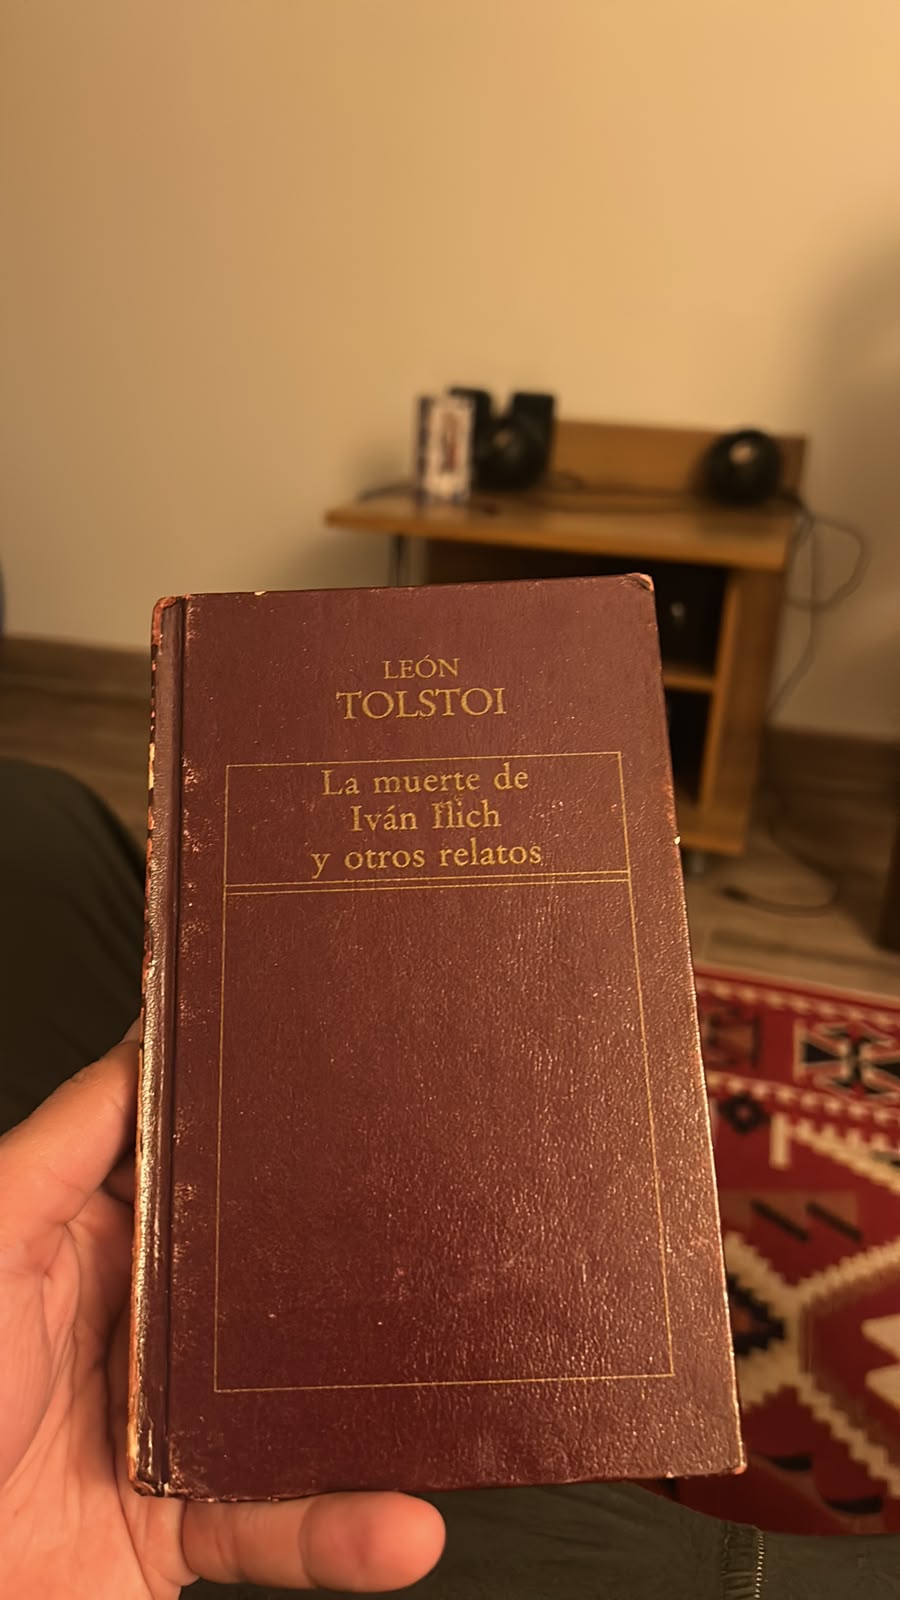 LEÓN
TOLSTOI
La muerte de
Iván Ilich
y otros relatos